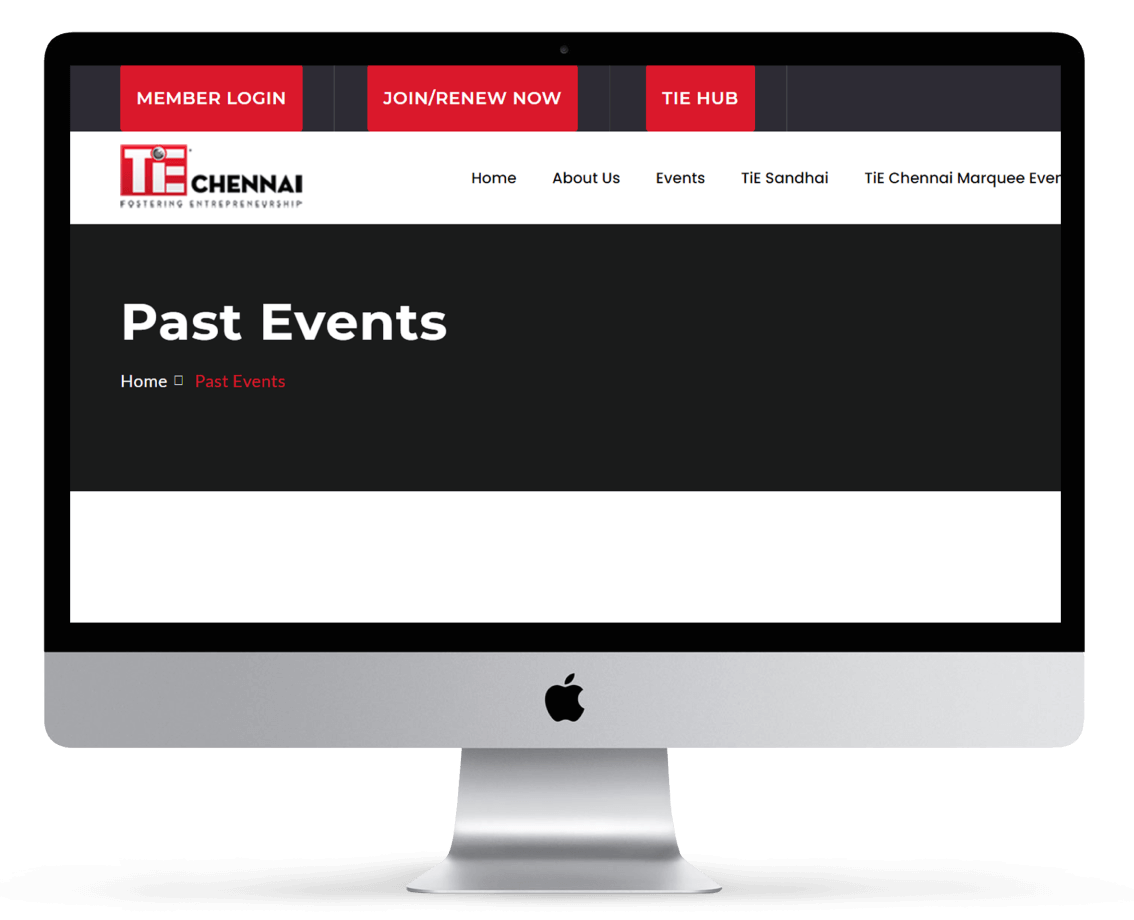 MEMBER LOGIN JOIN/RENEW NOW TIE HUB
TiE CHENNAI
FOSTERING ENTREPRENEURSHIP
Home About Us Events TiE Sandhai TiE Chennai Marquee Ever
Past Events
Home Past Events